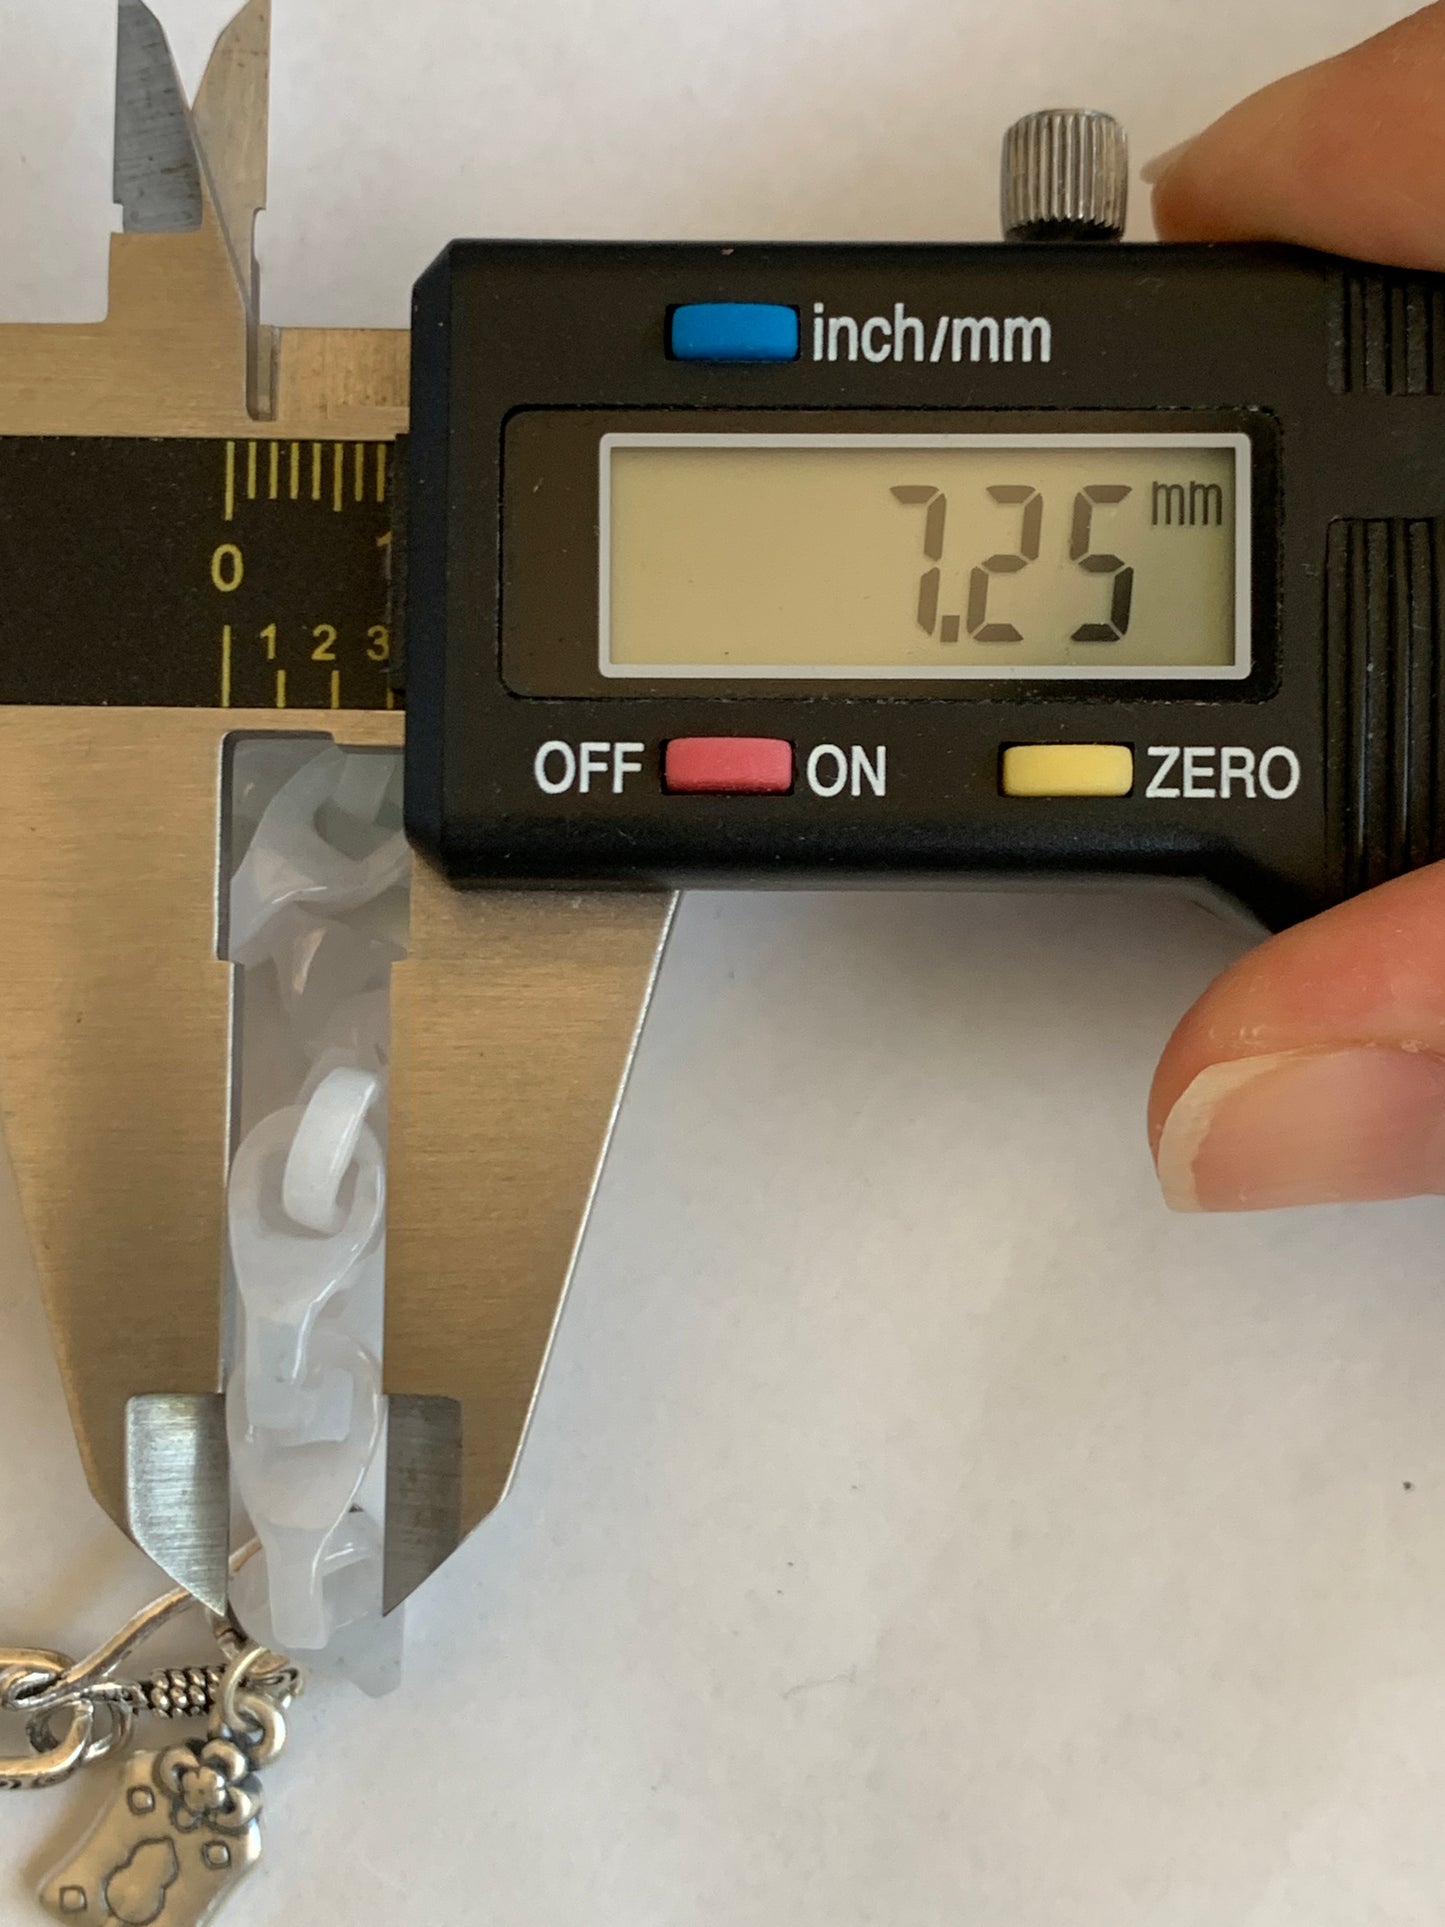 inch/mm
7.25 mm
0 1
1 2 3
OFF ON ZERO